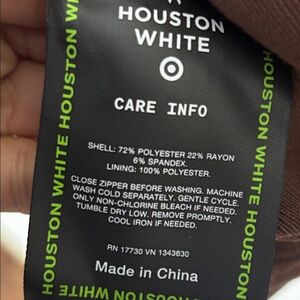 HOUSTON
WHITE
CARE INFO
SHELL: 72% POLYESTER 22% RAYON
6% SPANDEX.
LINING: 100% POLYESTER.
CLOSE ZIPPER BEFORE WASHING. MACHINE
WASH COLD SEPARATELY. GENTLE CYCLE.
ONLY NON-CHLORINE BLEACH IF NEEDED.
TUMBLE DRY LOW. REMOVE PROMPTLY.
COOL IRON IF NEEDED.
RN 17730 VN 1343630
Made in China
HOUSTON WHITE HOUSTON WHI
HOUSTON WHITE HOUSTON WHITE
HOUSTON WHITE